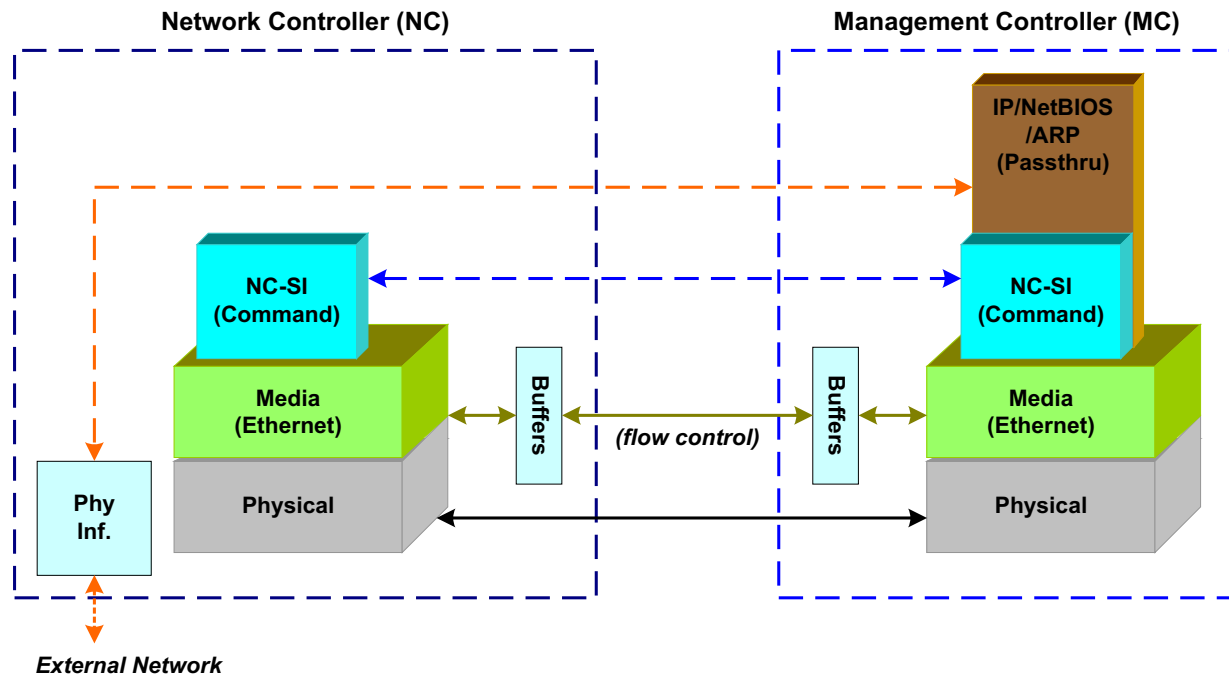 Network Controller (NC)
Management Controller (MC)
IP/NetBIOS
/ARP
(Passthru)
NC-SI
(Command)
NC-SI
(Command)
Media
(Ethernet)
Buffers
(flow control)
Buffers
Media
(Ethernet)
Phy
Inf.
Physical
Physical
External Network